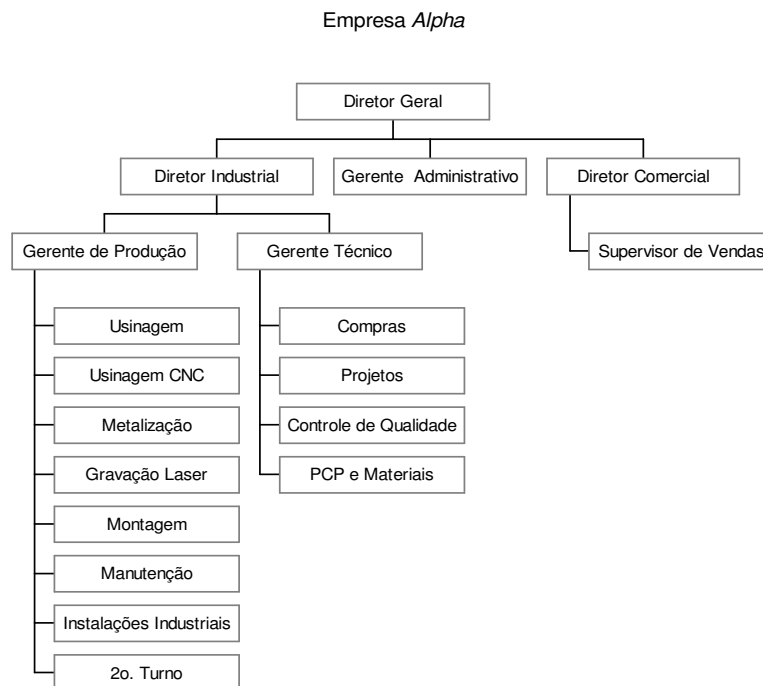 Empresa Alpha
Diretor Geral
Diretor Industrial
Gerente Administrativo
Diretor Comercial
Gerente de Produção
Gerente Técnico
Supervisor de Vendas
Usinagem
Compras
Usinagem CNC
Projetos
Metalização
Controle de Qualidade
Gravação Laser
PCP e Materiais
Montagem
Manutenção
Instalações Industriais
2o. Turno